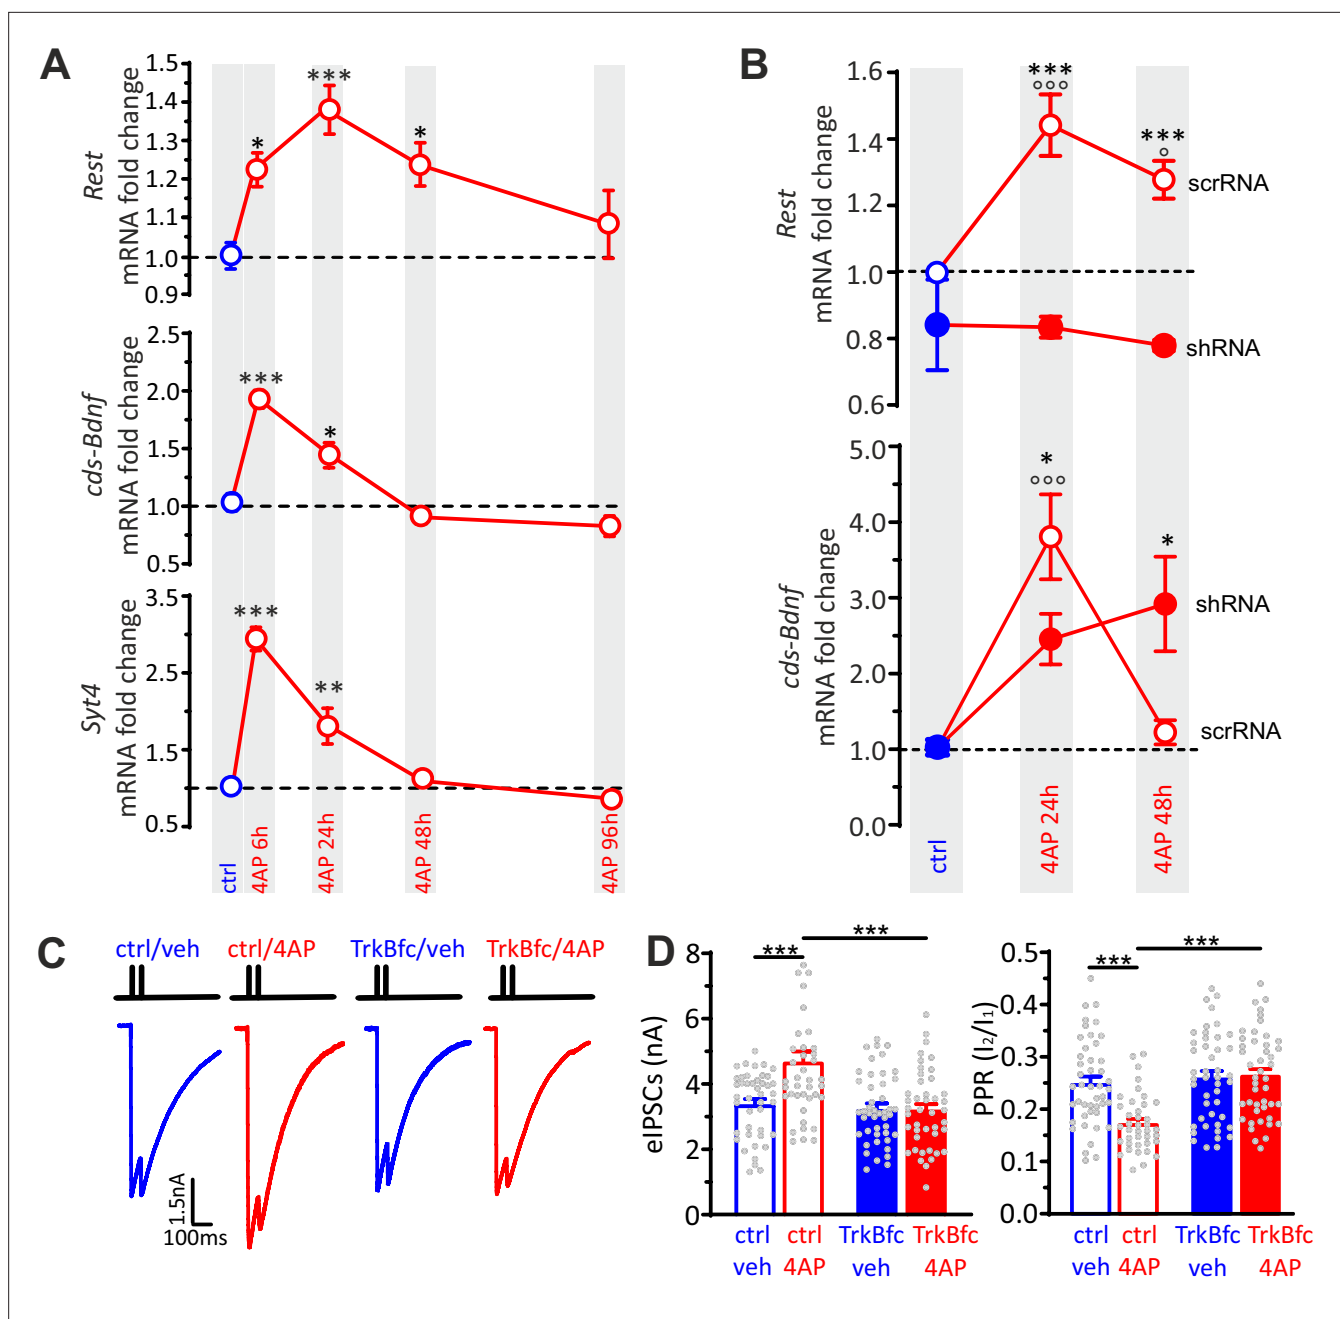 A
Rest
mRNA fold change
1.5
1.4
1.3
1.2
1.1
1.0
0.9
*
***
*
cds-Bdnf
mRNA fold change
2.5
2.0
1.5
1.0
0.5
***
*
Syt4
mRNA fold change
3.5
2.5
1.5
0.5
***
**
ctrl
4AP 6h
4AP 24h
4AP 48h
4AP 96h
B
Rest
mRNA fold change
1.6
1.4
1.2
1.0
0.8
0.6
***
°°°
***
°
scrRNA
shRNA
cds-Bdnf
mRNA fold change
5.0
4.0
3.0
2.0
1.0
0.0
*
°°°
*
shRNA
scrRNA
ctrl
4AP 24h
4AP 48h
C
ctrl/veh
ctrl/4AP
TrkBfc/veh
TrkBfc/4AP
1.5nA
100ms
D
eIPSCs (nA)
8
6
4
2
0
***
***
ctrl
veh
ctrl
4AP
TrkBfc
veh
TrkBfc
4AP
PPR (I₂/I₁)
0.5
0.4
0.3
0.2
0.1
0.0
***
***
ctrl
veh
ctrl
4AP
TrkBfc
veh
TrkBfc
4AP